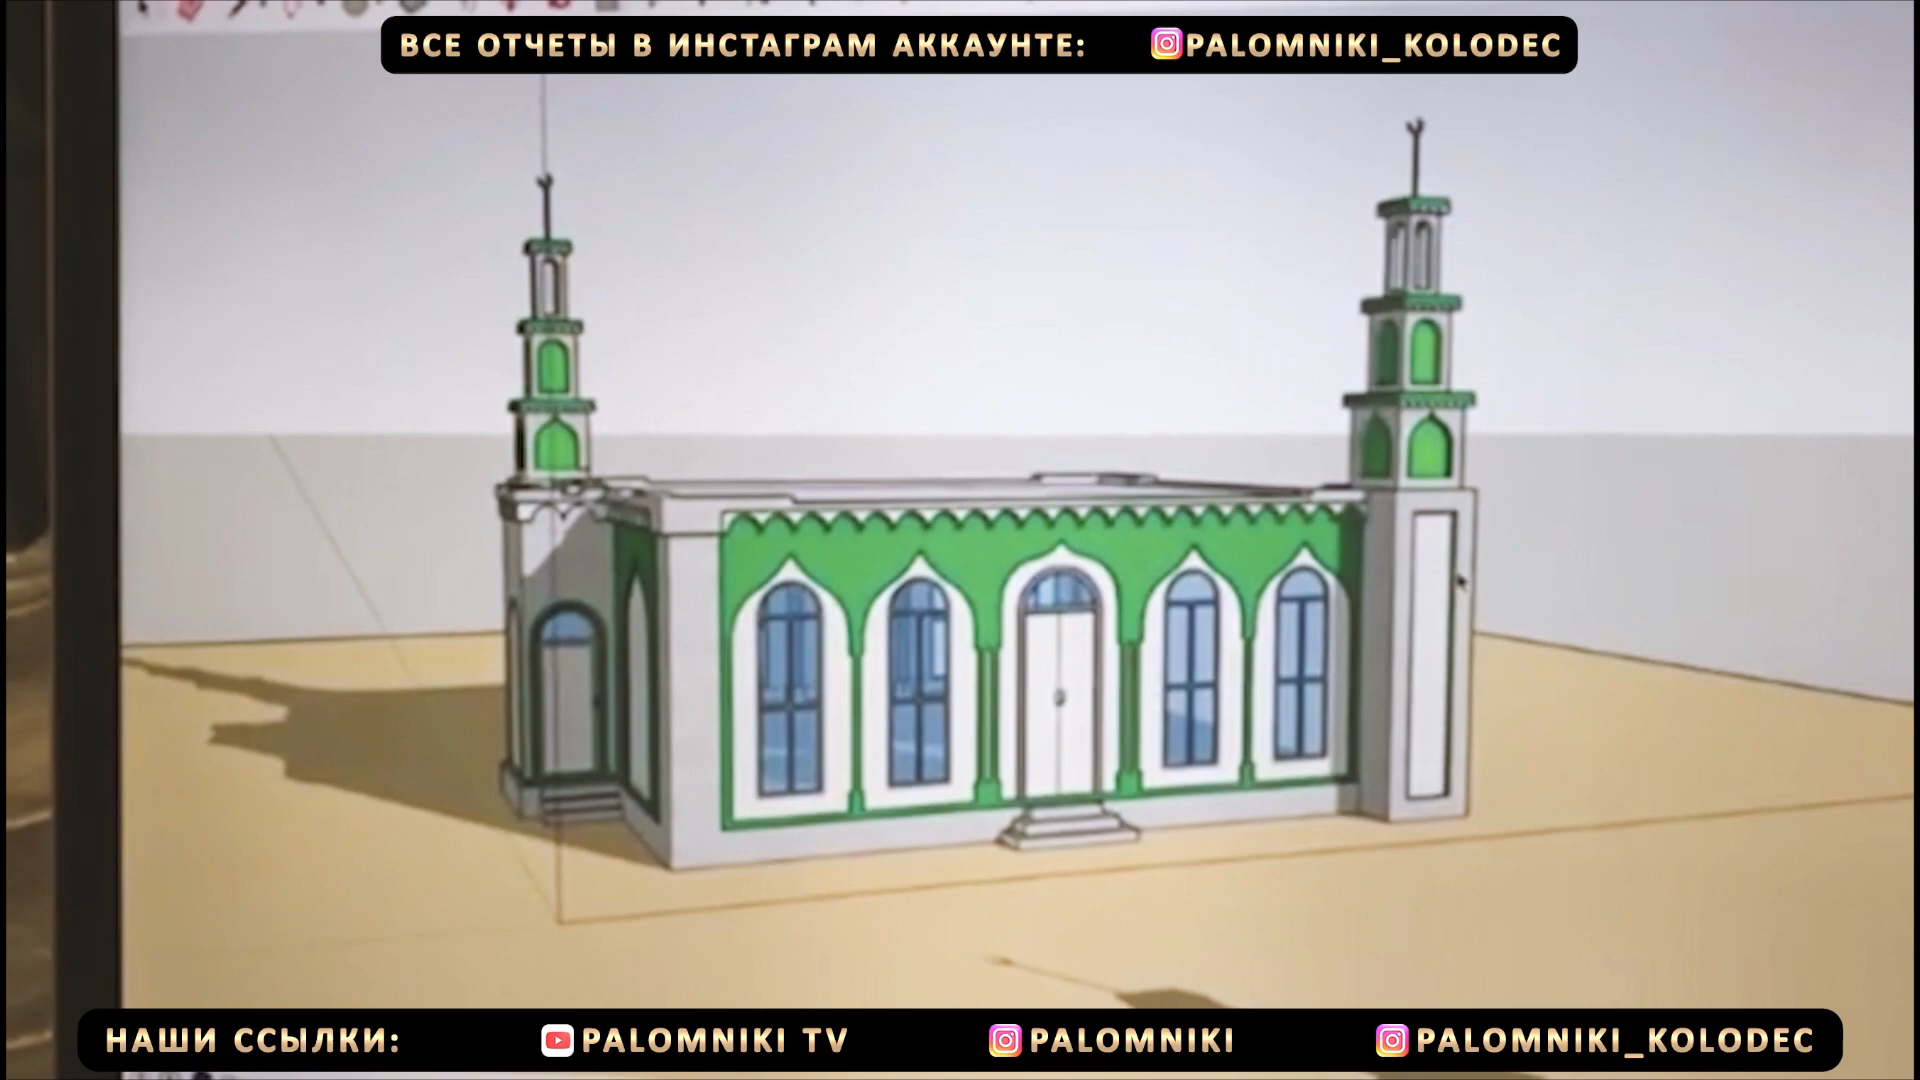 ВСЕ ОТЧЕТЫ В ИНСТАГРАМ АККАУНТЕ: PALOMNIKI_KOLODEC
НАШИ ССЫЛКИ: PALOMNIKI TV PALOMNIKI PALOMNIKI_KOLODEC